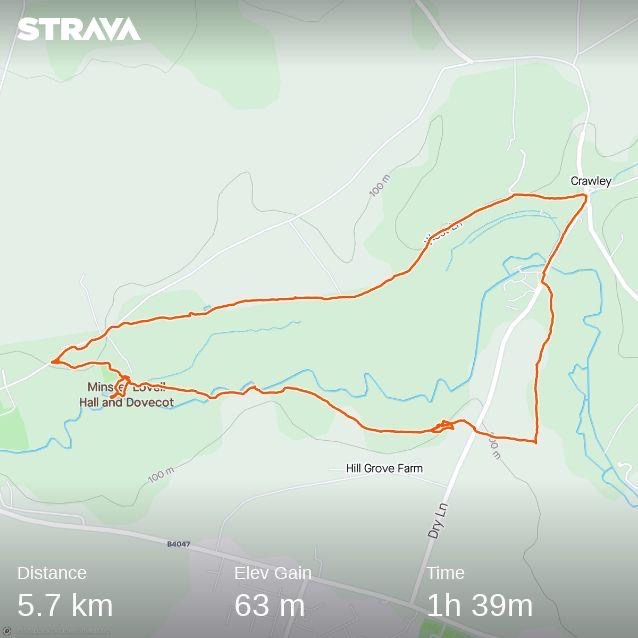 STRAVA
Crawley
100 m
Minster Lovell
Hall and Dovecot
Hill Grove Farm
100 m
100 m
Dry Ln
B4047
Distance
Elev Gain
Time
5.7 km
63 m
1h 39m